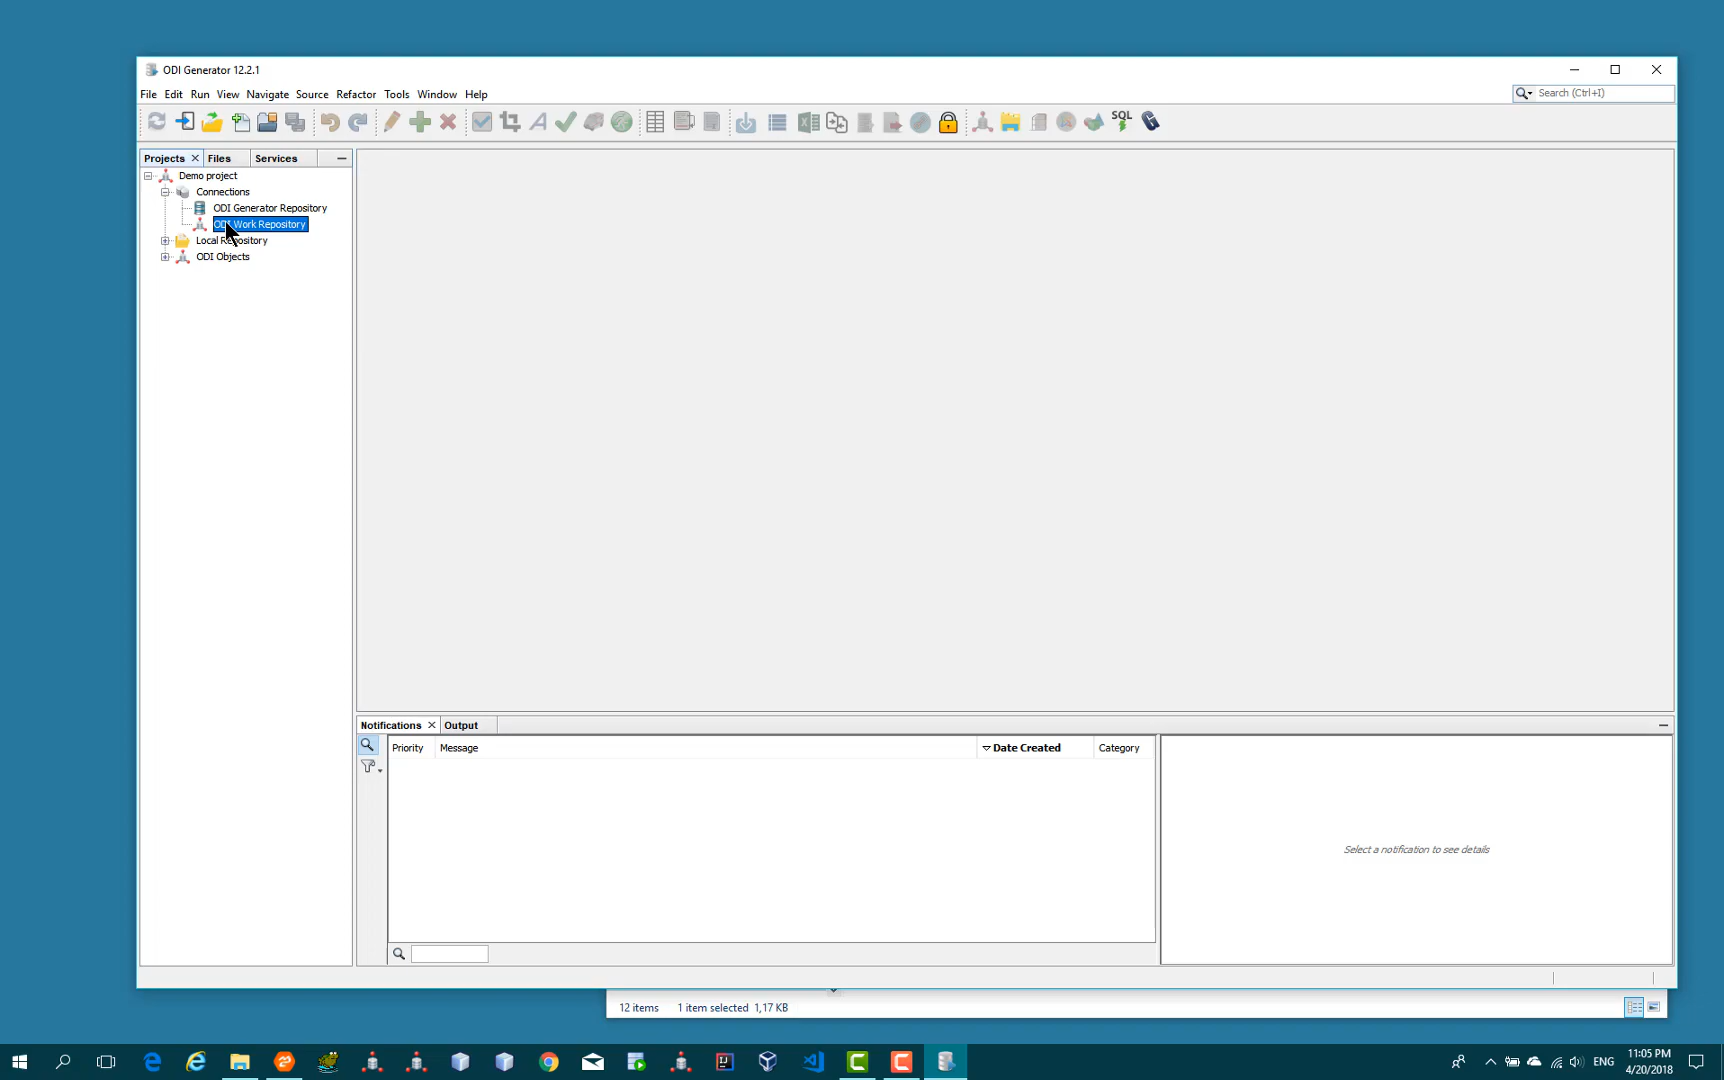 ODI Generator 12.2.1
File Edit Run View Navigate Source Refactor Tools Window Help
Search (Ctrl+I)
SQL
Projects Files Services
Demo project
Connections
ODI Generator Repository
ODI Work Repository
Local Repository
ODI Objects
Notifications Output
Priority Message Date Created Category
Select a notification to see details
12 items 1 item selected 1,17 KB
ENG
11:05 PM
4/20/2018